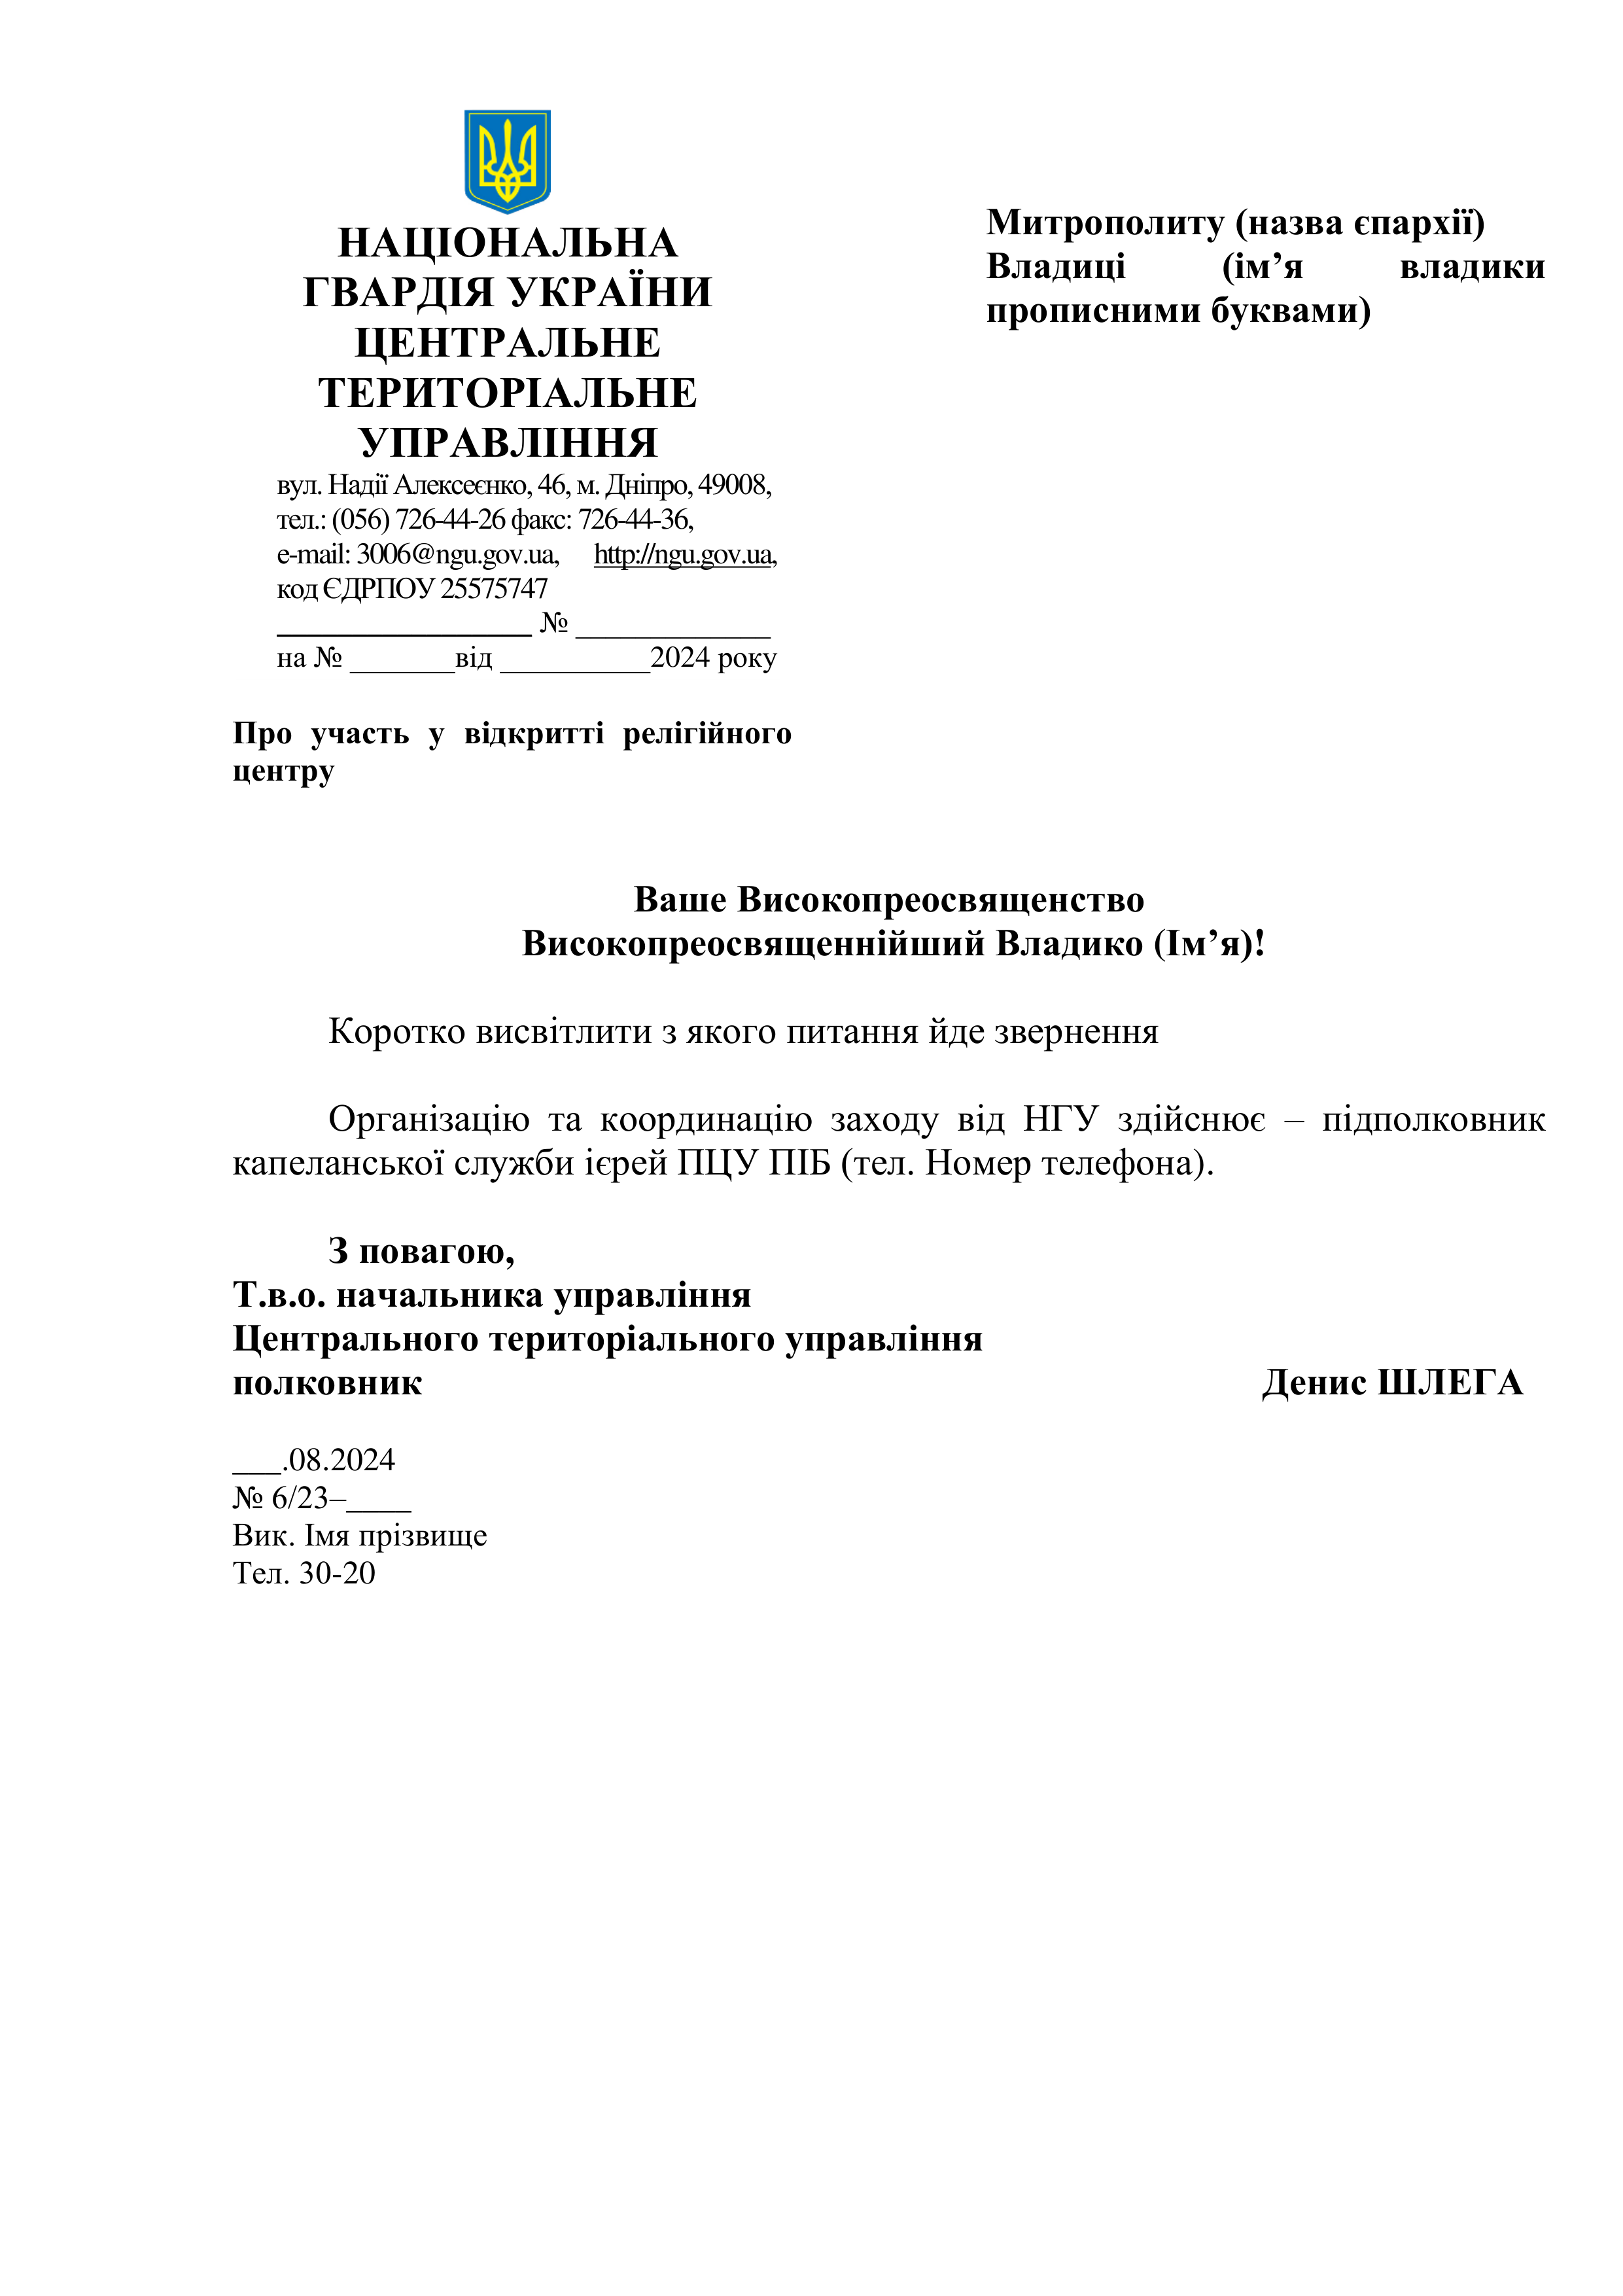 НАЦІОНАЛЬНА
ГВАРДІЯ УКРАЇНИ
ЦЕНТРАЛЬНЕ
ТЕРИТОРІАЛЬНЕ
УПРАВЛІННЯ
вул. Надії Алексеєнко, 46, м. Дніпро, 49008,
тел.: (056) 726-44-26 факс: 726-44-36,
e-mail: 3006@ngu.gov.ua, http://ngu.gov.ua,
код ЄДРПОУ 25575747
_________________ № _____________
на № _______від __________2024 року
Митрополиту (назва єпархії)
Владиці (ім’я владики
прописними буквами)
Про участь у відкритті релігійного
центру
Ваше Високопреосвященство
Високопреосвященнійший Владико (Ім’я)!
Коротко висвітлити з якого питання йде звернення
Організацію та координацію заходу від НГУ здійснює – підполковник
капеланської служби ієрей ПЦУ ПІБ (тел. Номер телефона).
З повагою,
Т.в.о. начальника управління
Центрального територіального управління
полковник Денис ШЛЕГА
___.08.2024
№ 6/23–____
Вик. Імя прізвище
Тел. 30-20